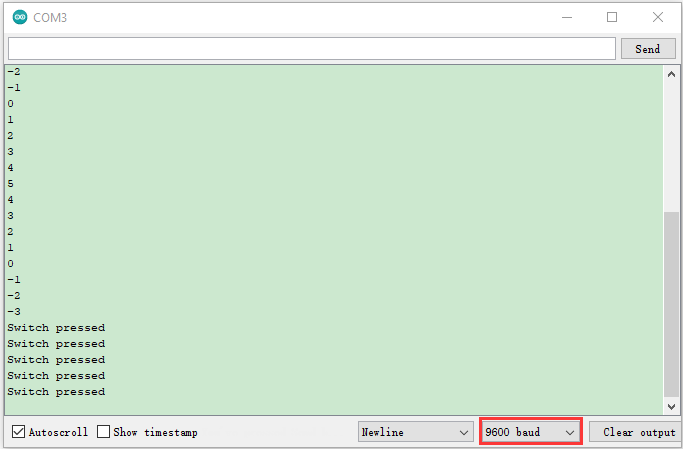 COM3
Send
-2
-1
0
1
2
3
4
5
4
3
2
1
0
-1
-2
-3
Switch pressed
Switch pressed
Switch pressed
Switch pressed
Switch pressed
Autoscroll Show timestamp Newline 9600 baud Clear output